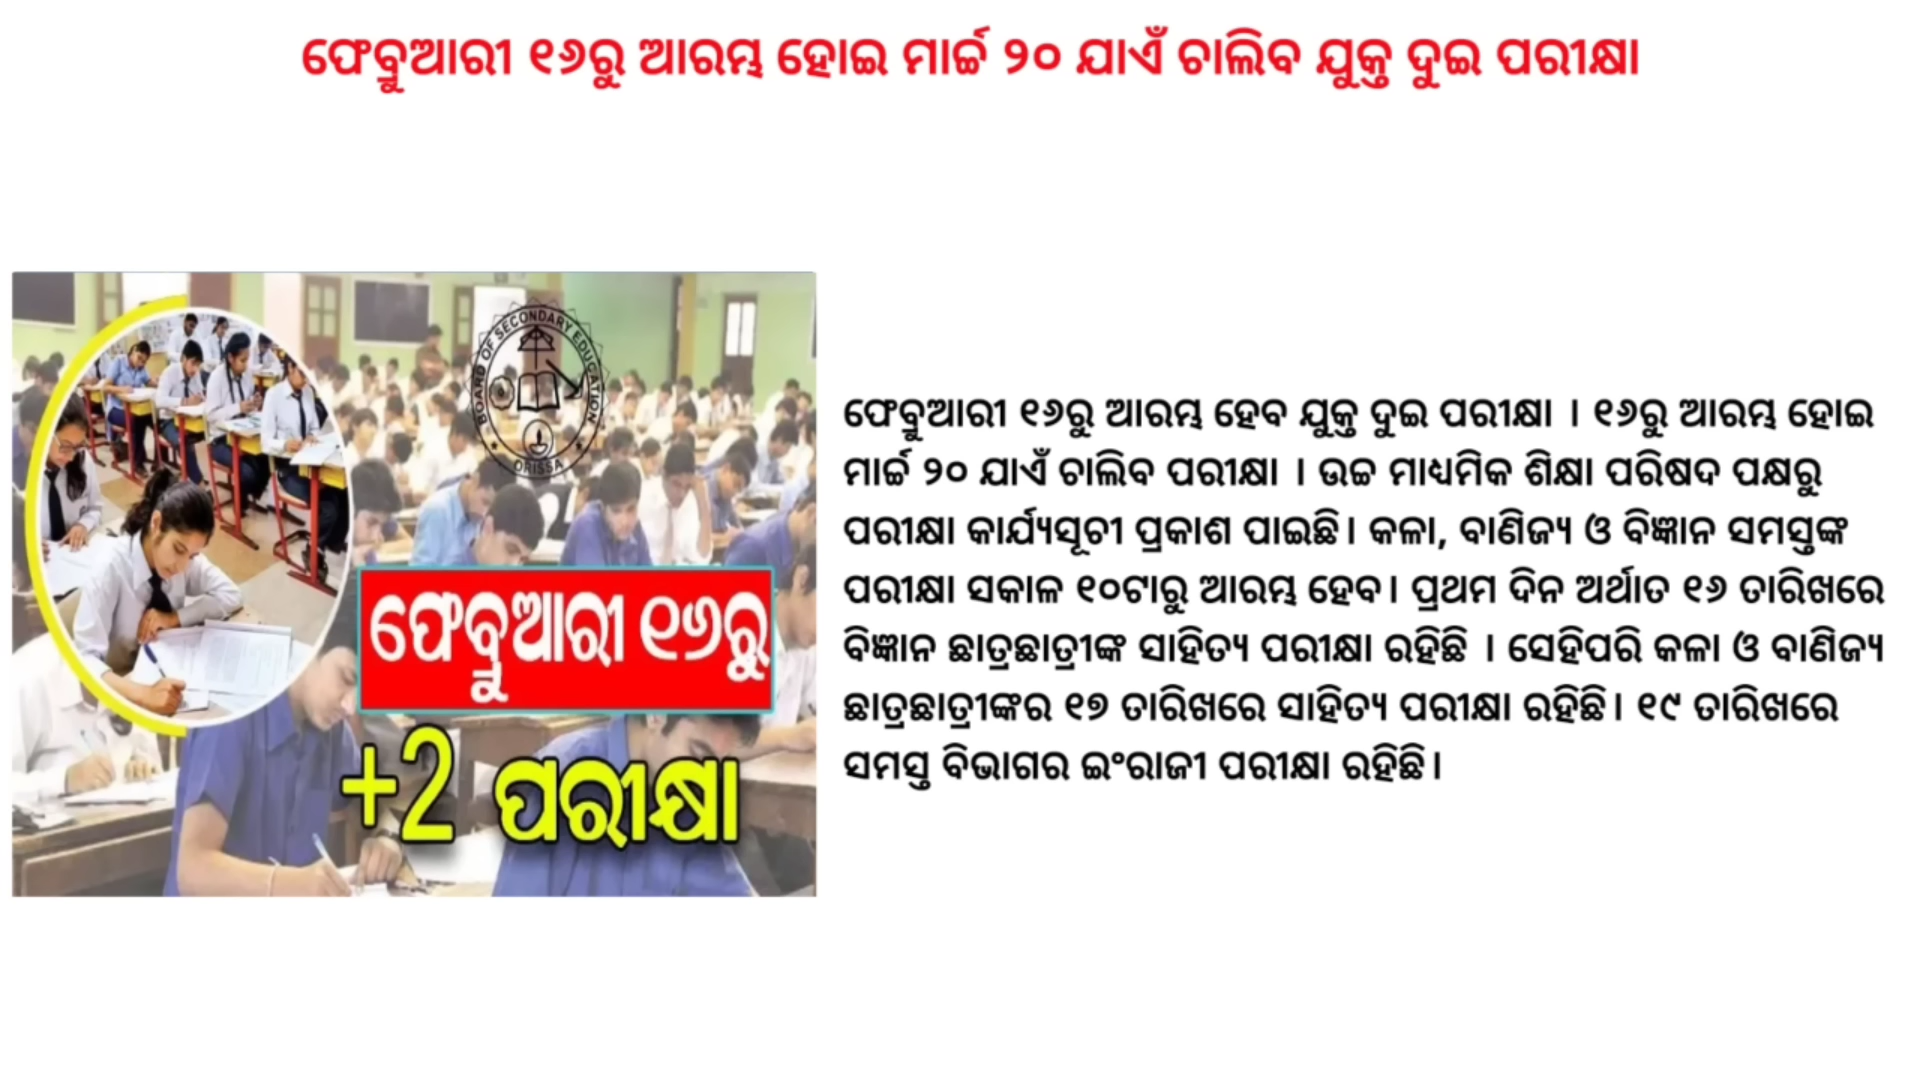 ଫେବ୍ରୁଆରୀ ୧୬ରୁ ଆରମ୍ଭ ହୋଇ ମାର୍ଚ୍ଚ ୨୦ ଯାଏଁ ଚାଲିବ ଯୁକ୍ତ ଦୁଇ ପରୀକ୍ଷା
BOARD OF SECONDARY EDUCATION
ORISSA
ଫେବ୍ରୁଆରୀ ୧୬ରୁ
+2 ପରୀକ୍ଷା
ଫେବ୍ରୁଆରୀ ୧୬ରୁ ଆରମ୍ଭ ହେବ ଯୁକ୍ତ ଦୁଇ ପରୀକ୍ଷା । ୧୬ରୁ ଆରମ୍ଭ ହୋଇ
ମାର୍ଚ୍ଚ ୨୦ ଯାଏଁ ଚାଲିବ ପରୀକ୍ଷା । ଉଚ୍ଚ ମାଧ୍ୟମିକ ଶିକ୍ଷା ପରିଷଦ ପକ୍ଷରୁ
ପରୀକ୍ଷା କାର୍ଯ୍ୟସୂଚୀ ପ୍ରକାଶ ପାଇଛି। କଳା, ବାଣିଜ୍ୟ ଓ ବିଜ୍ଞାନ ସମସ୍ତଙ୍କ
ପରୀକ୍ଷା ସକାଳ ୧୦ଟାରୁ ଆରମ୍ଭ ହେବ। ପ୍ରଥମ ଦିନ ଅର୍ଥାତ ୧୬ ତାରିଖରେ
ବିଜ୍ଞାନ ଛାତ୍ରଛାତ୍ରୀଙ୍କ ସାହିତ୍ୟ ପରୀକ୍ଷା ରହିଛି । ସେହିପରି କଳା ଓ ବାଣିଜ୍ୟ
ଛାତ୍ରଛାତ୍ରୀଙ୍କର ୧୭ ତାରିଖରେ ସାହିତ୍ୟ ପରୀକ୍ଷା ରହିଛି। ୧୯ ତାରିଖରେ
ସମସ୍ତ ବିଭାଗର ଇଂରାଜୀ ପରୀକ୍ଷା ରହିଛି।